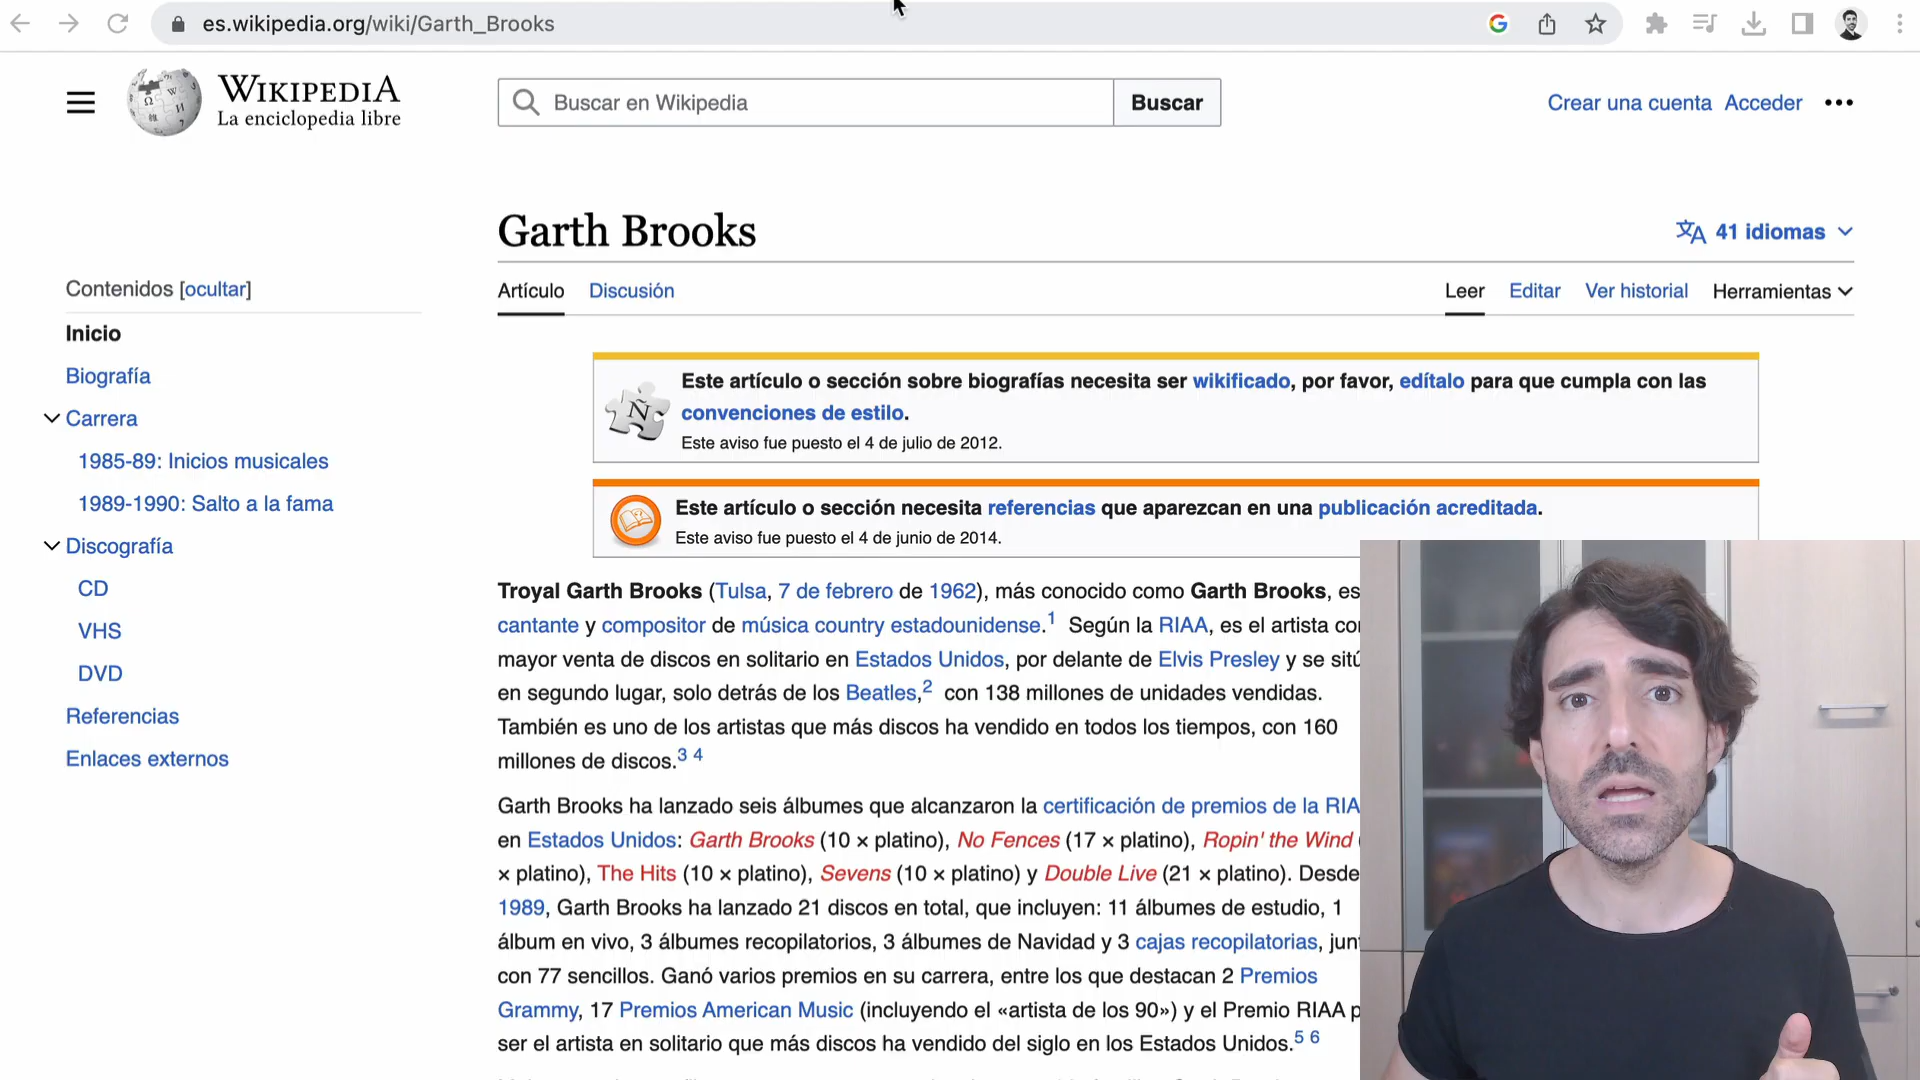 es.wikipedia.org/wiki/Garth_Brooks
WIKIPEDIA
La enciclopedia libre
Buscar en Wikipedia
Buscar
Crear una cuenta Acceder
Garth Brooks
41 idiomas
Contenidos [ocultar]
Inicio
Biografía
Carrera
1985-89: Inicios musicales
1989-1990: Salto a la fama
Discografía
CD
VHS
DVD
Referencias
Enlaces externos
Artículo Discusión
Leer Editar Ver historial Herramientas
Este artículo o sección sobre biografías necesita ser wikificado, por favor, edítalo para que cumpla con las
convenciones de estilo.
Este aviso fue puesto el 4 de julio de 2012.
Este artículo o sección necesita referencias que aparezcan en una publicación acreditada.
Este aviso fue puesto el 4 de junio de 2014.
Troyal Garth Brooks (Tulsa, 7 de febrero de 1962), más conocido como Garth Brooks, es
cantante y compositor de música country estadounidense.1 Según la RIAA, es el artista
mayor venta de discos en solitario en Estados Unidos, por delante de Elvis Presley y se
en segundo lugar, solo detrás de los Beatles,2 con 138 millones de unidades vendidas.
También es uno de los artistas que más discos ha vendido en todos los tiempos, con 160
millones de discos.3 4
Garth Brooks ha lanzado seis álbumes que alcanzaron la certificación de premios de la
en Estados Unidos: Garth Brooks (10 × platino), No Fences (17 × platino), Ropin' the Wind
× platino), The Hits (10 × platino), Sevens (10 × platino) y Double Live (21 × platino). Desde
1989, Garth Brooks ha lanzado 21 discos en total, que incluyen: 11 álbumes de estudio, 1
álbum en vivo, 3 álbumes recopilatorios, 3 álbumes de Navidad y 3 cajas recopilatorias,
con 77 sencillos. Ganó varios premios en su carrera, entre los que destacan 2 Premios
Grammy, 17 Premios American Music (incluyendo el «artista de los 90») y el Premio RIAA
ser el artista en solitario que más discos ha vendido del siglo en los Estados Unidos.5 6